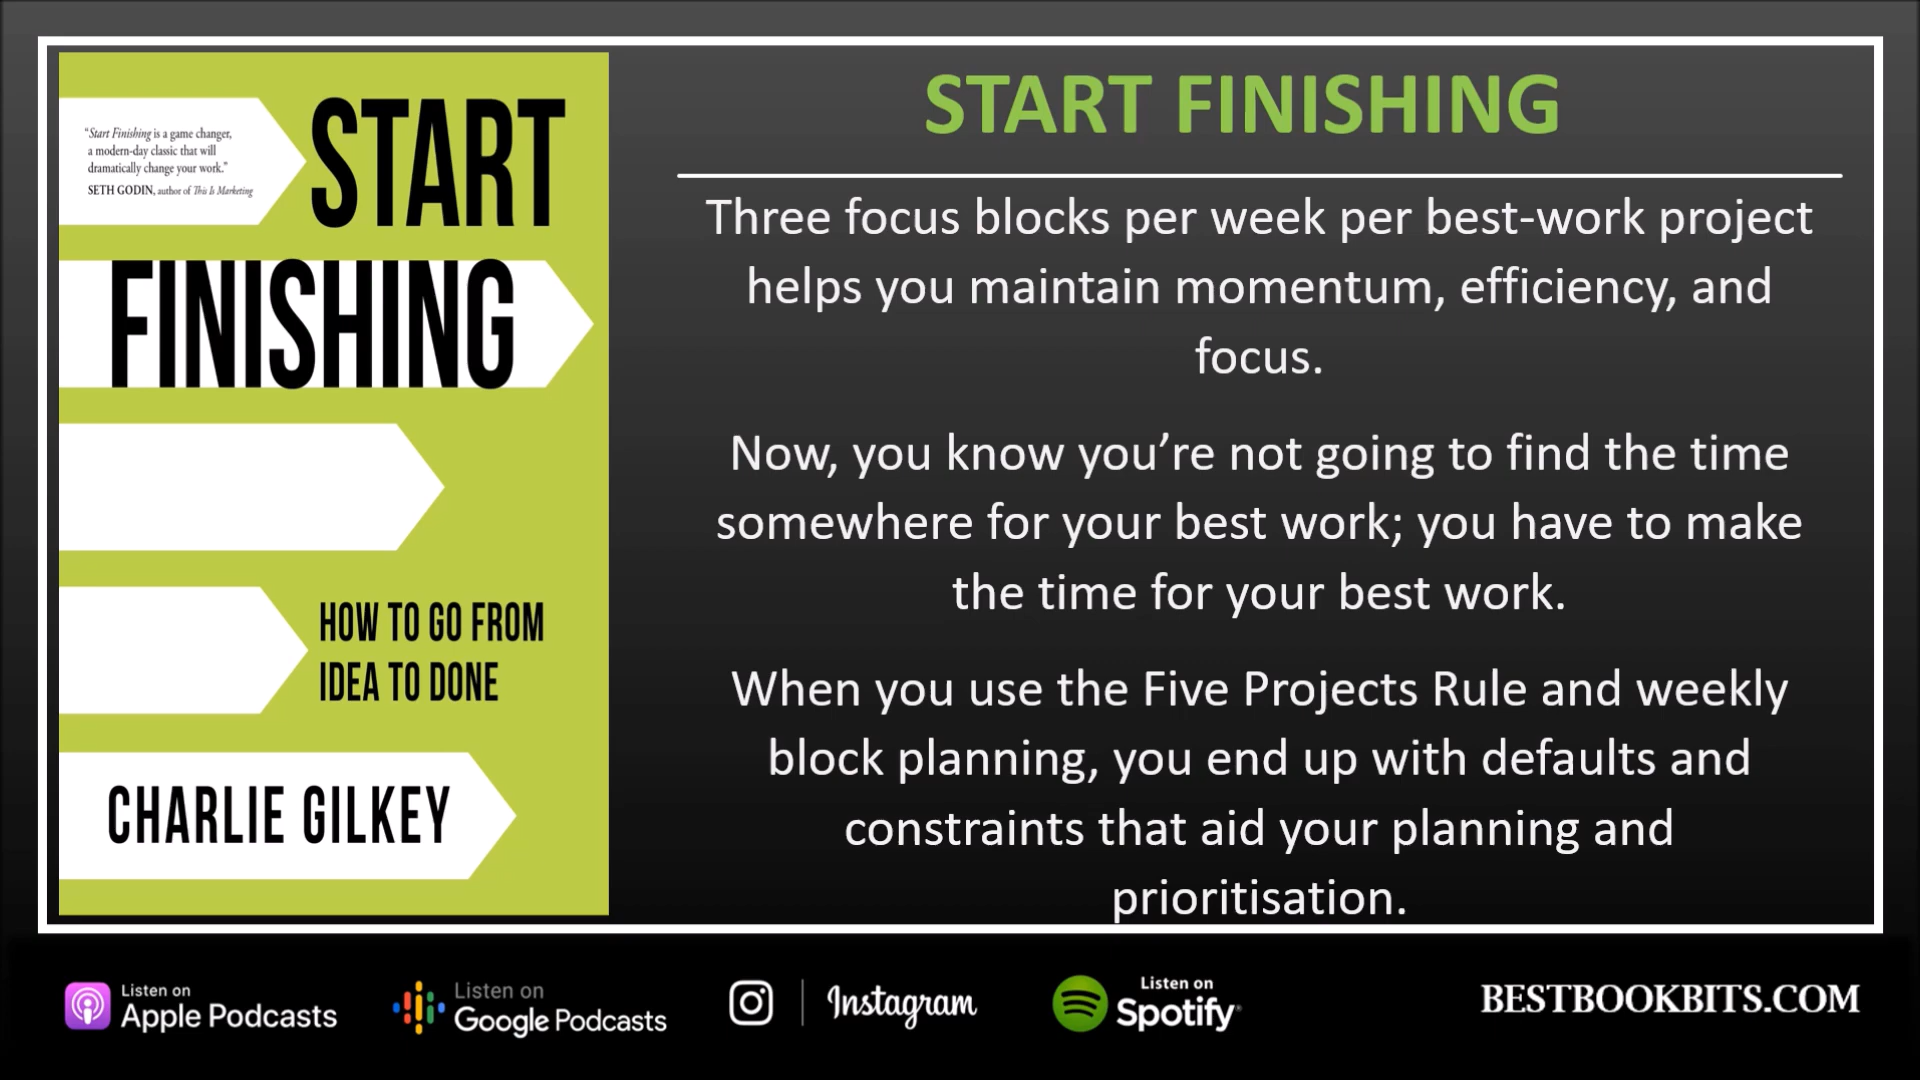 "Start Finishing is a game changer,
a modern-day classic that will
dramatically change your work."
SETH GODIN, author of This Is Marketing
START
FINISHING
HOW TO GO FROM
IDEA TO DONE
CHARLIE GILKEY
START FINISHING
Three focus blocks per week per best-work project
helps you maintain momentum, efficiency, and
focus.
Now, you know you’re not going to find the time
somewhere for your best work; you have to make
the time for your best work.
When you use the Five Projects Rule and weekly
block planning, you end up with defaults and
constraints that aid your planning and
prioritisation.
Listen on
Apple Podcasts
Listen on
Google Podcasts
Instagram
Listen on
Spotify
BESTBOOKBITS.COM